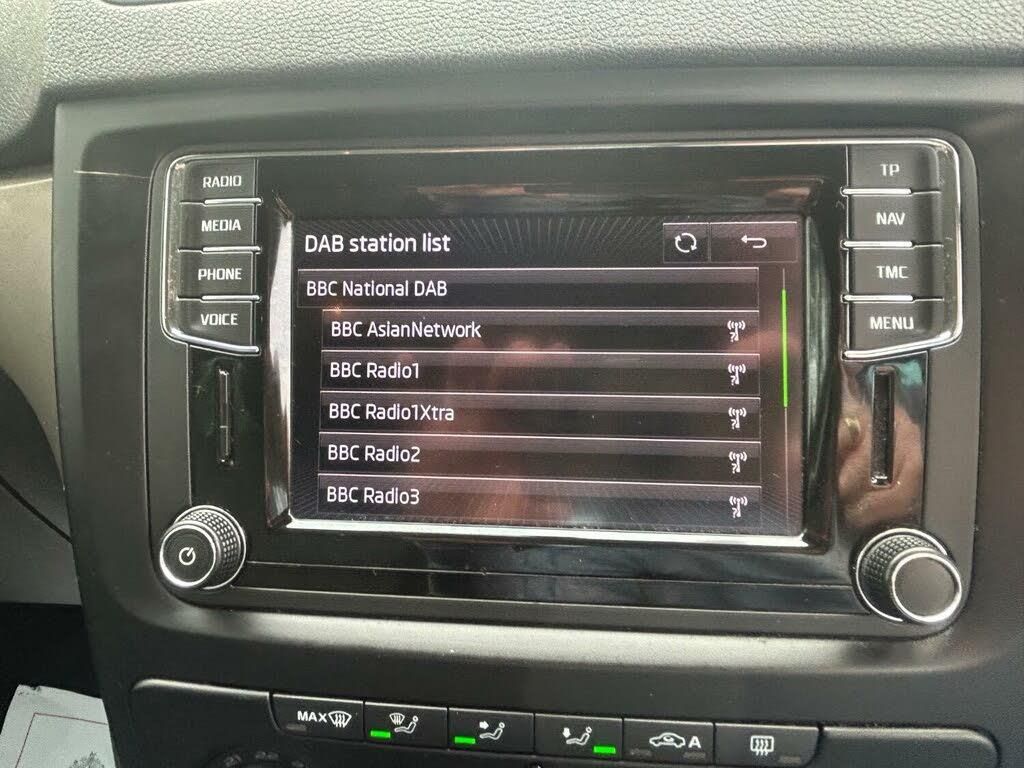 RADIO
MEDIA
PHONE
VOICE
DAB station list
BBC National DAB
BBC AsianNetwork
BBC Radio1
BBC Radio1Xtra
BBC Radio2
BBC Radio3
TP
NAV
TMC
MENU
MAX
A